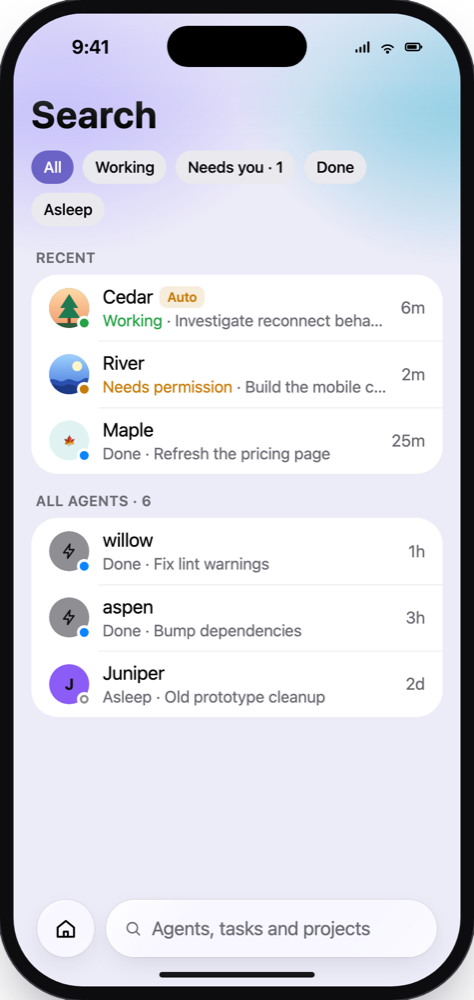 9:41
Search
All Working Needs you · 1 Done
Asleep
RECENT
Cedar Auto
Working · Investigate reconnect beha... 6m
River
Needs permission · Build the mobile c... 2m
Maple
Done · Refresh the pricing page 25m
ALL AGENTS · 6
willow
Done · Fix lint warnings 1h
aspen
Done · Bump dependencies 3h
J Juniper
Asleep · Old prototype cleanup 2d
Agents, tasks and projects